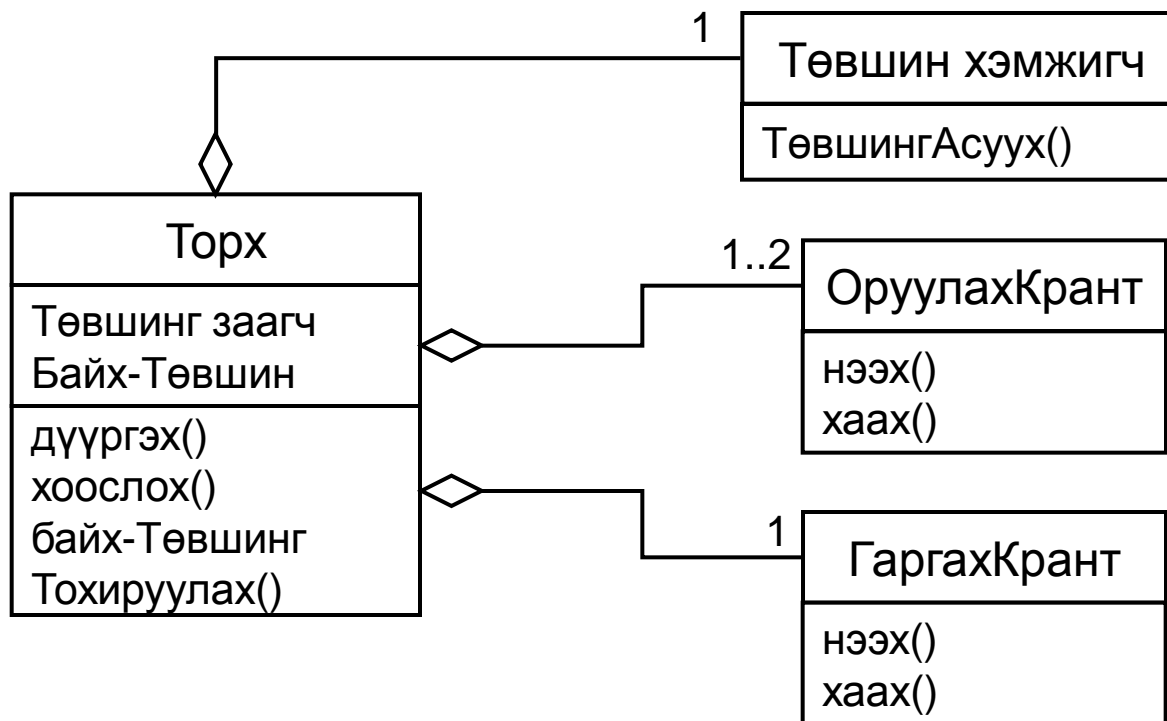 1
Төвшин хэмжигч
ТөвшингАсуух()
Торх
Төвшинг заагч
Байх-Төвшин
дүүргэх()
хоослох()
байх-Төвшинг
Тохируулах()
1..2
ОруулахКрант
нээх()
хаах()
1
ГаргахКрант
нээх()
хаах()